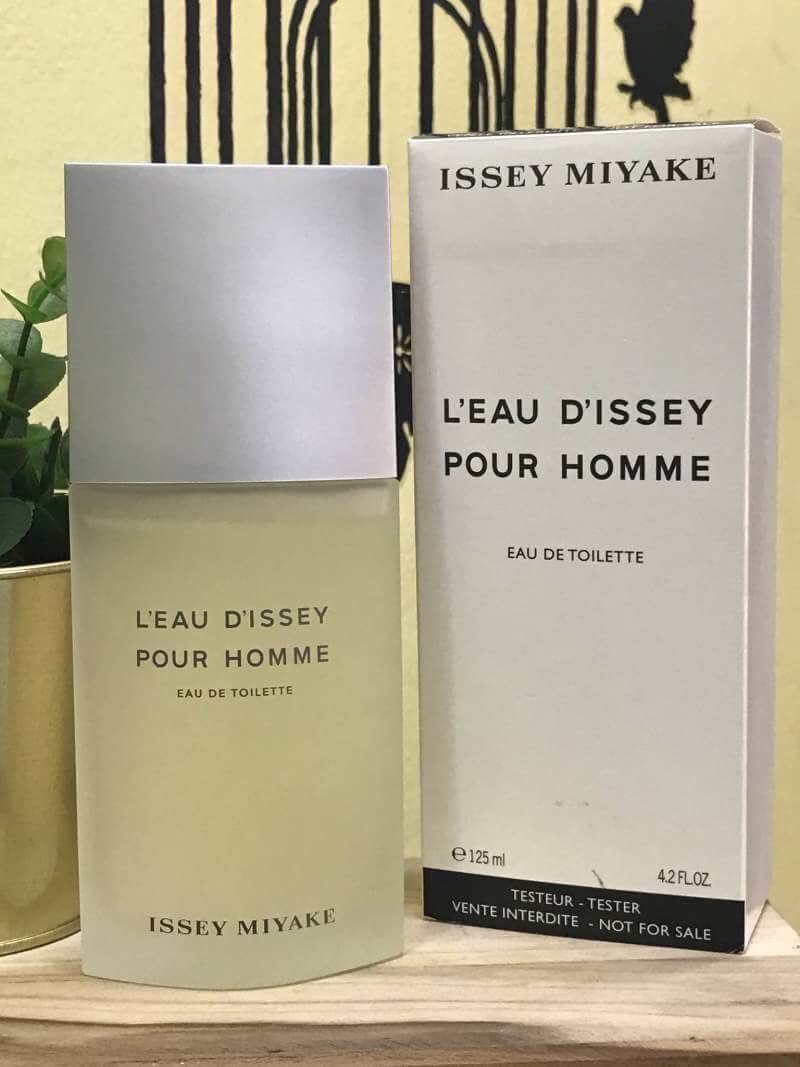 ISSEY MIYAKE
L'EAU D'ISSEY
POUR HOMME
EAU DE TOILETTE
℮ 125 ml
4.2 FL.OZ.
TESTEUR - TESTER
VENTE INTERDITE - NOT FOR SALE
L'EAU D'ISSEY
POUR HOMME
EAU DE TOILETTE
ISSEY MIYAKE